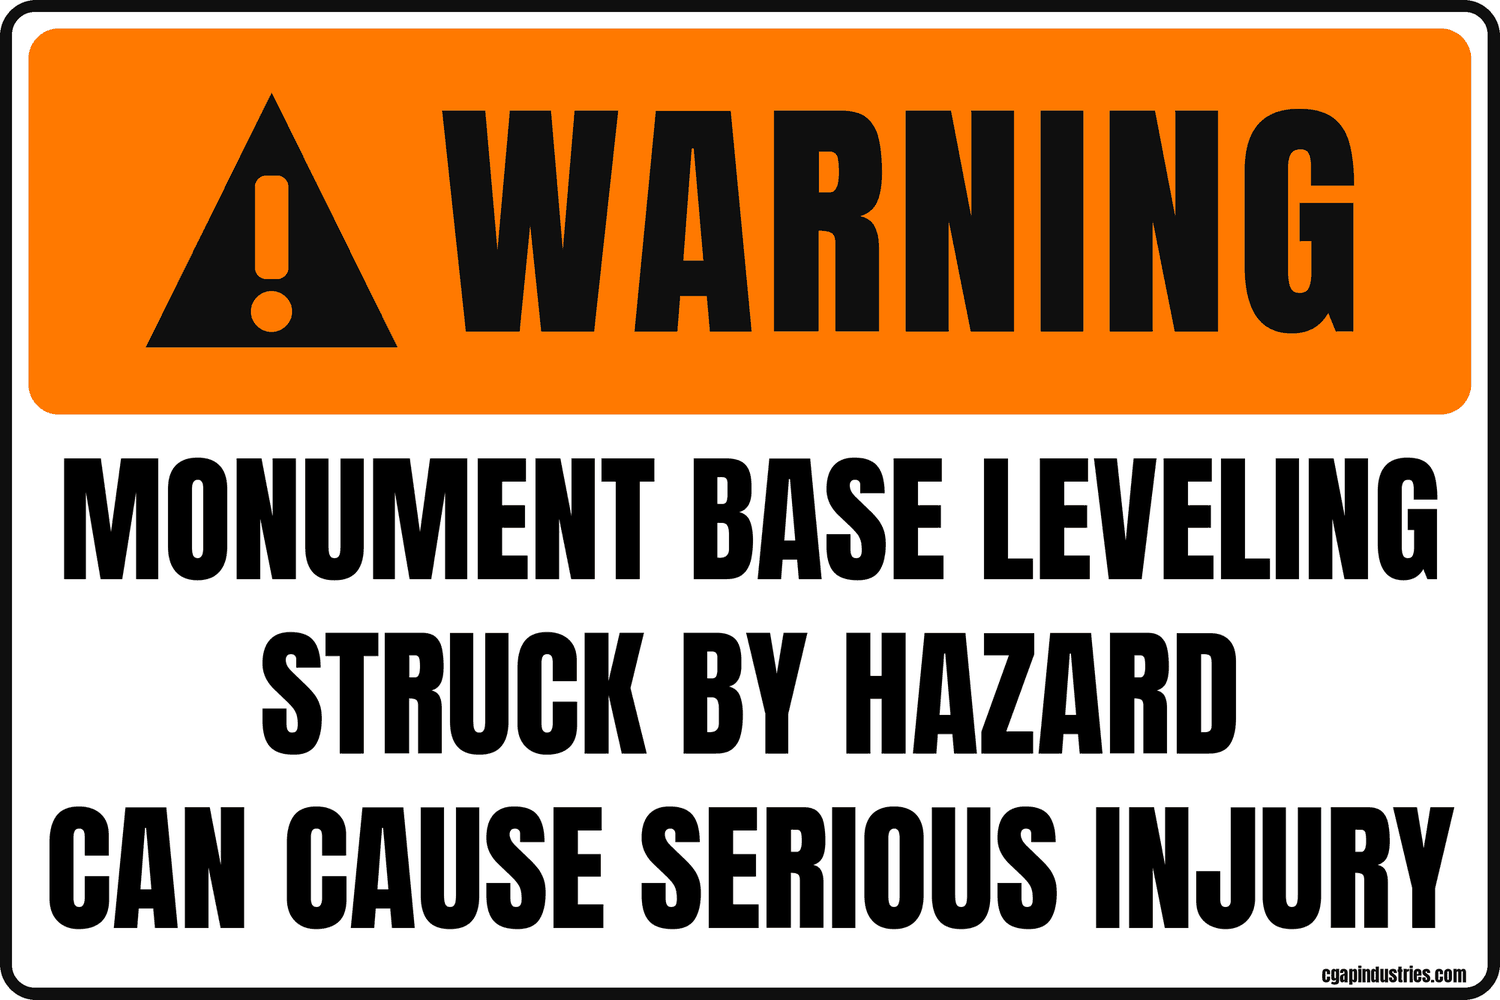 WARNING
MONUMENT BASE LEVELING
STRUCK BY HAZARD
CAN CAUSE SERIOUS INJURY
cgapindustries.com